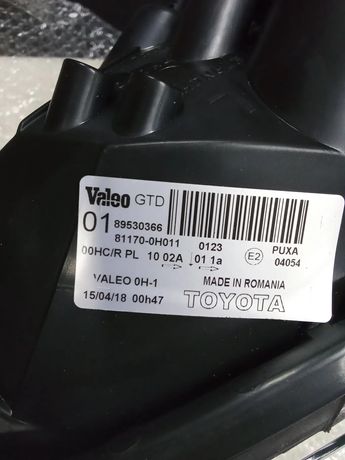 Valeo GTD
01 89530366
81170-0H011 0123 E2 PUXA
00HC/R PL 10 02A 01 1a 04054
VALEO 0H-1 MADE IN ROMANIA
15/04/18 00h47 TOYOTA